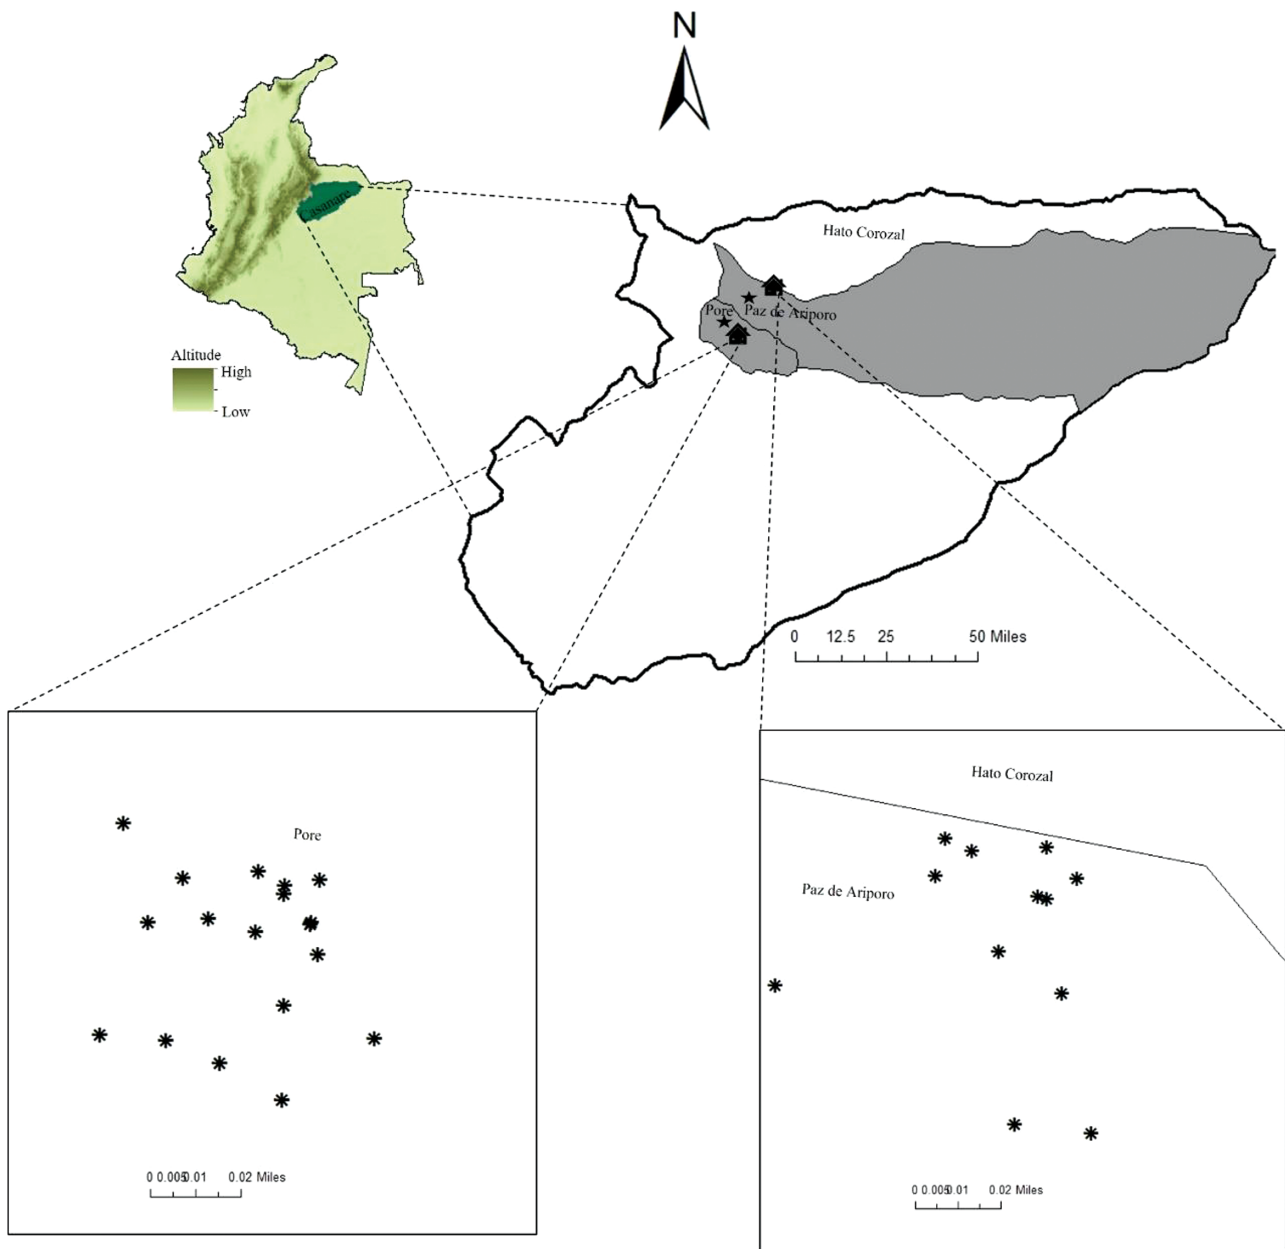 N
Casanare
Hato Corozal
Pore
Paz de Ariporo
Altitude
High
Low
0 12.5 25 50 Miles
Pore
0 0.005 0.01 0.02 Miles
Hato Corozal
Paz de Ariporo
0 0.005 0.01 0.02 Miles